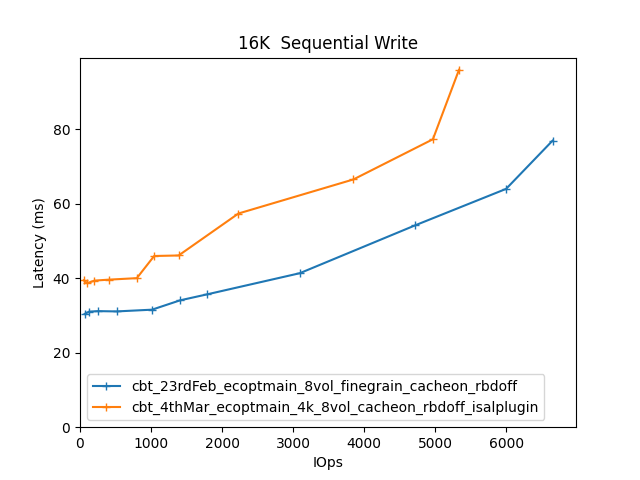 16K  Sequential Write
Latency (ms)
80
60
40
20
0
0 1000 2000 3000 4000 5000 6000
IOps
cbt_23rdFeb_ecoptmain_8vol_finegrain_cacheon_rbdoff
cbt_4thMar_ecoptmain_4k_8vol_cacheon_rbdoff_isalplugin